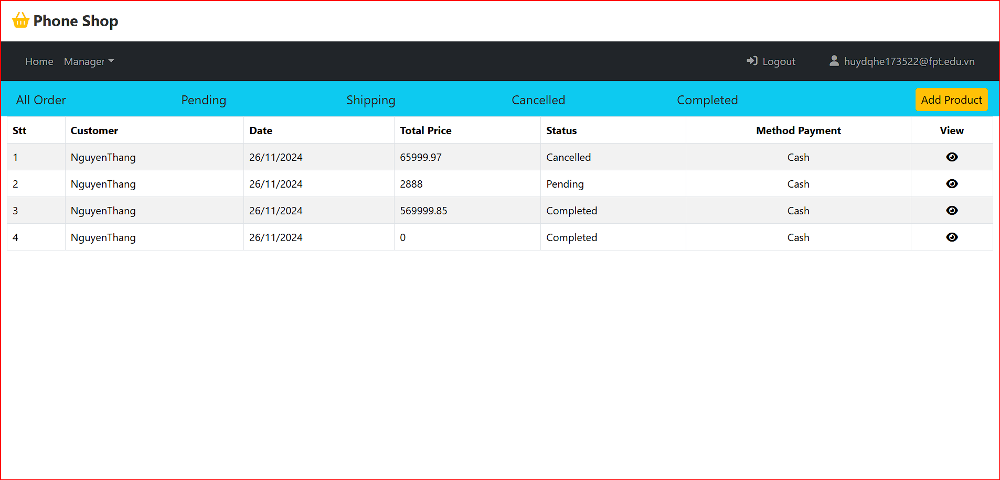 Phone Shop
Home Manager Logout huydqhe173522@fpt.edu.vn
All Order Pending Shipping Cancelled Completed Add Product
Stt Customer Date Total Price Status Method Payment View
1 NguyenThang 26/11/2024 65999.97 Cancelled Cash
2 NguyenThang 26/11/2024 2888 Pending Cash
3 NguyenThang 26/11/2024 569999.85 Completed Cash
4 NguyenThang 26/11/2024 0 Completed Cash